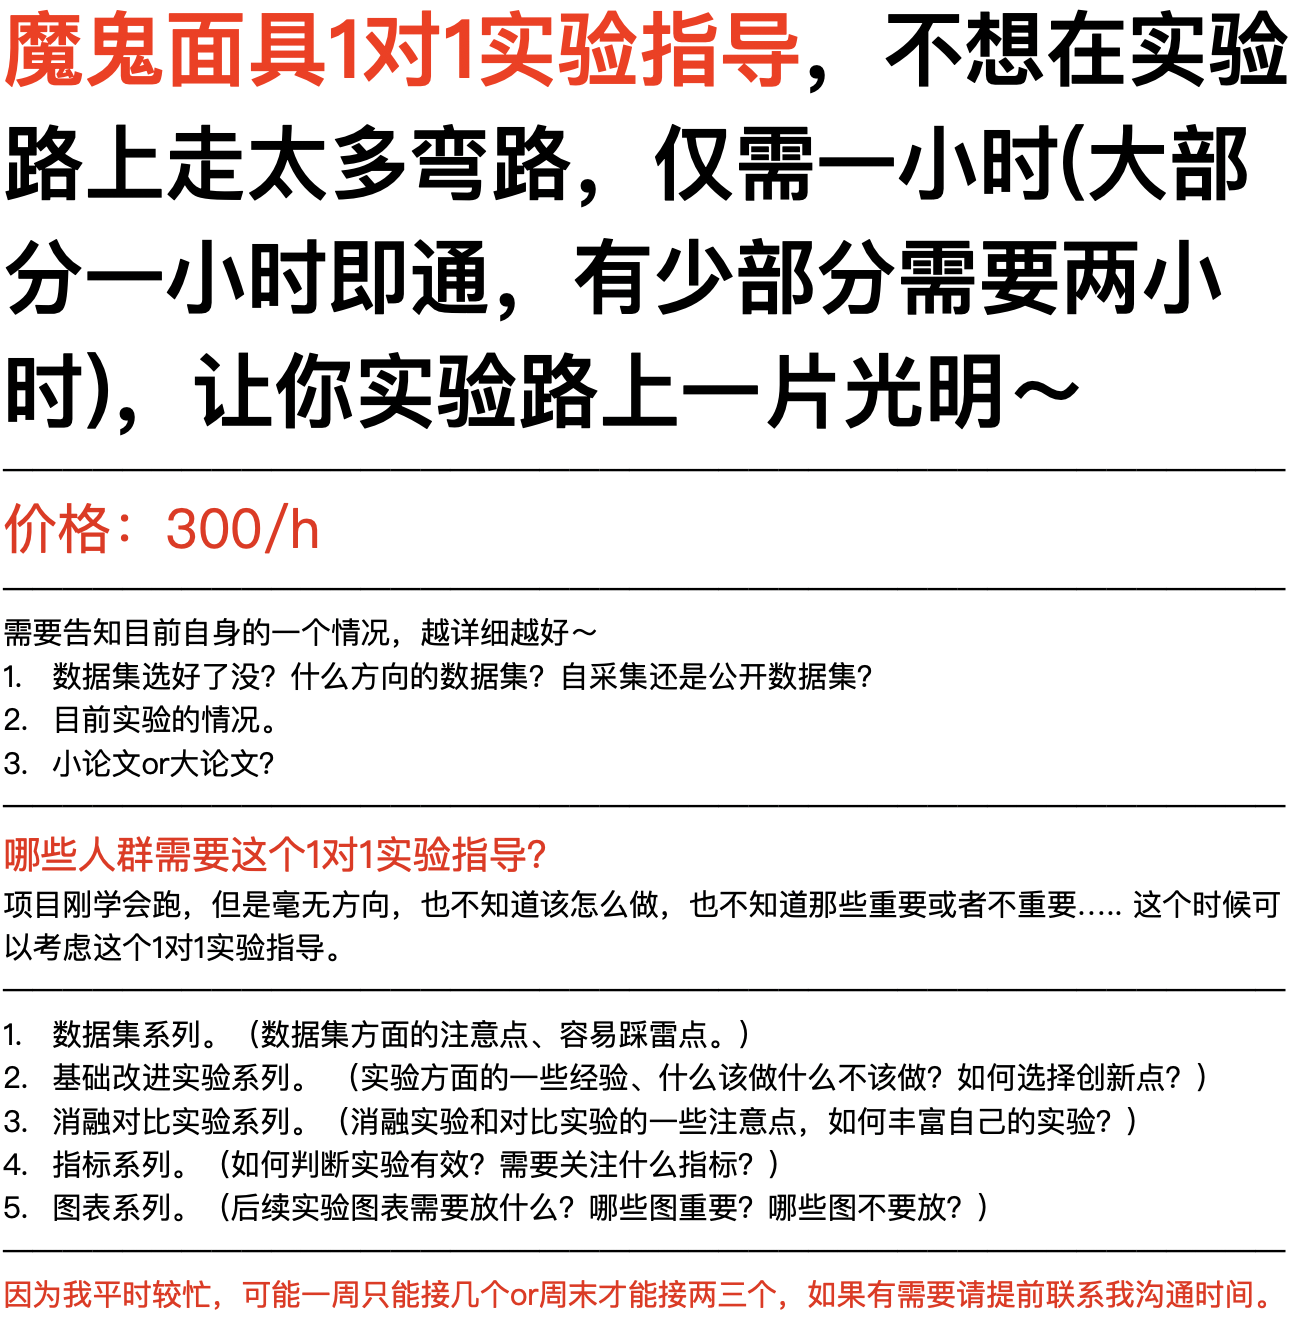 魔鬼面具1对1实验指导，不想在实验
路上走太多弯路，仅需一小时(大部
分一小时即通，有少部分需要两小
时)，让你实验路上一片光明～
价格：300/h
需要告知目前自身的一个情况，越详细越好～
1. 数据集选好了没？什么方向的数据集？自采集还是公开数据集？
2. 目前实验的情况。
3. 小论文or大论文？
哪些人群需要这个1对1实验指导？
项目刚学会跑，但是毫无方向，也不知道该怎么做，也不知道那些重要或者不重要..... 这个时候可
以考虑这个1对1实验指导。
1. 数据集系列。（数据集方面的注意点、容易踩雷点。）
2. 基础改进实验系列。 （实验方面的一些经验、什么该做什么不该做？如何选择创新点？）
3. 消融对比实验系列。（消融实验和对比实验的一些注意点，如何丰富自己的实验？）
4. 指标系列。（如何判断实验有效？需要关注什么指标？）
5. 图表系列。（后续实验图表需要放什么？哪些图重要？哪些图不要放？）
因为我平时较忙，可能一周只能接几个or周末才能接两三个，如果有需要请提前联系我沟通时间。